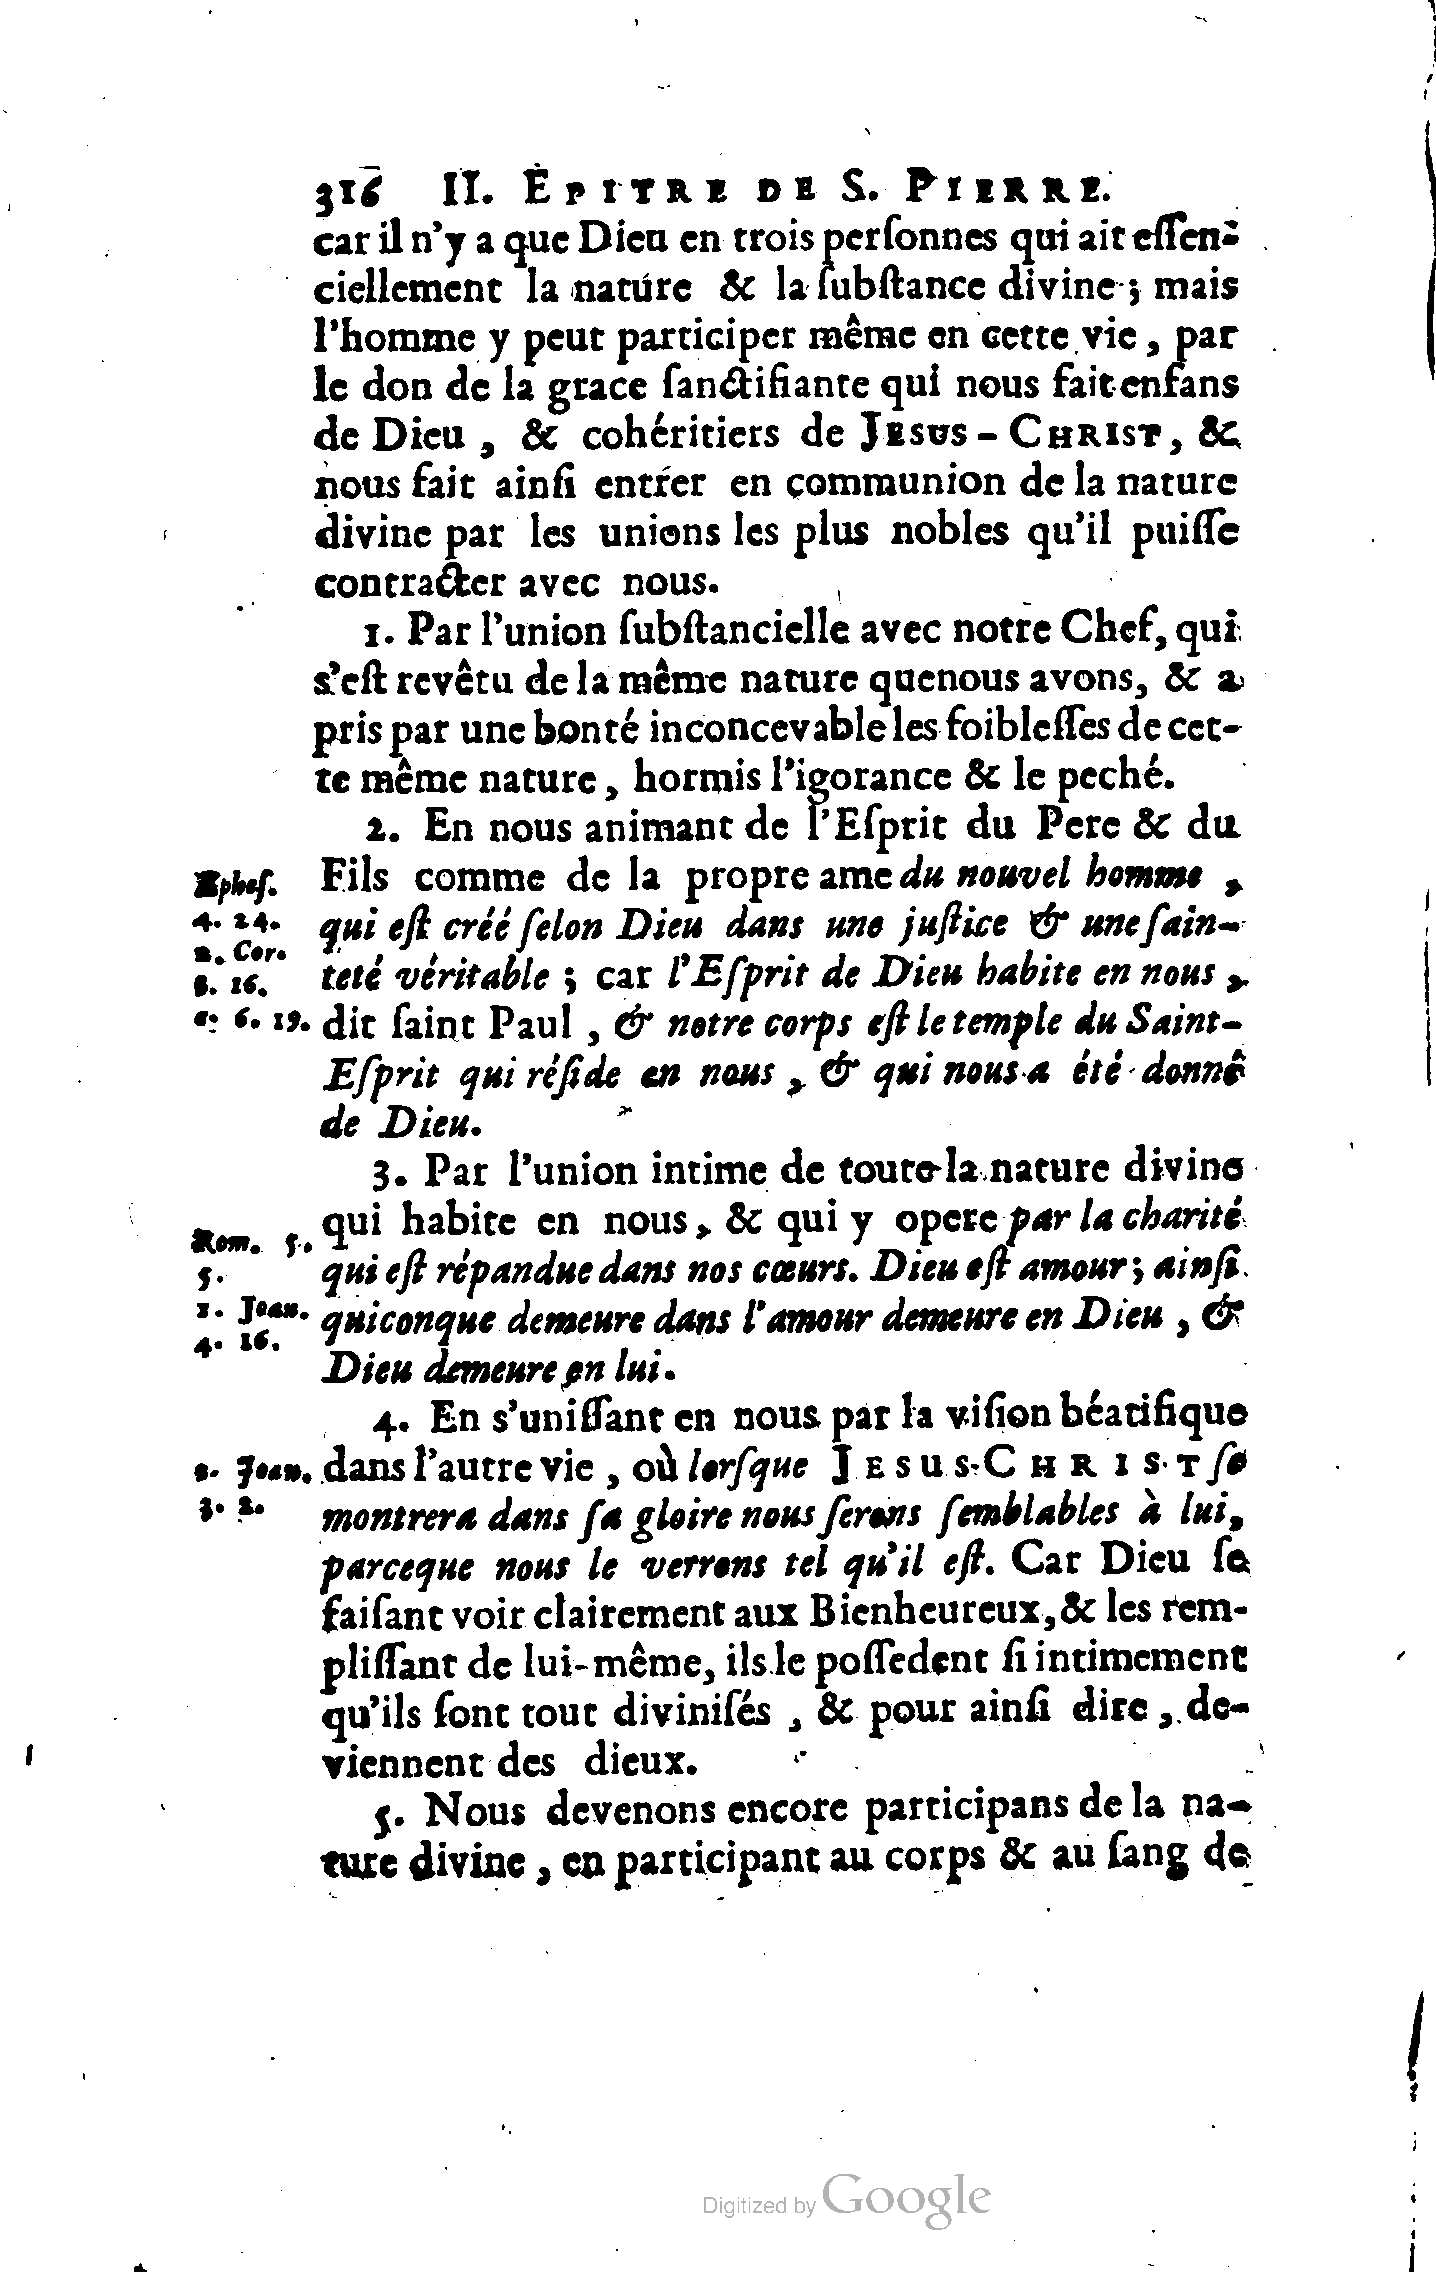 316 II. ÉPITRE DE S. PIERRE.
car il n'y a que Dieu en trois perſonnes qui ait eſſen-
ciellement la nature & la ſubſtance divine ; mais
l'homme y peut participer même en cette vie , par
le don de la grace ſanctifiante qui nous fait enfans
de Dieu , & cohéritiers de JESUS-CHRIST, &
nous fait ainſi entrer en communion de la nature
divine par les unions les plus nobles qu'il puiſſe
contracter avec nous.
1. Par l'union ſubſtancielle avec notre Chef, qui
s'eſt revêtu de la même nature que nous avons, & a
pris par une bonté inconcevable les foibleſſes de cet-
te même nature, hormis l'igorance & le peché.
2. En nous animant de l'Eſprit du Pere & du
Fils comme de la propre ame du nouvel homme ,
qui eſt créé ſelon Dieu dans une juſtice & une ſain-
teté véritable ; car l'Eſprit de Dieu habite en nous ,
dit ſaint Paul , & notre corps eſt le temple du Saint-
Eſprit qui réſide en nous , & qui nous a été donné
de Dieu.
Epheſ.
4. 24.
Cor.
16.
6. 19.
3. Par l'union intime de toute la nature divine
qui habite en nous, & qui y opere par la charité
qui eſt répandue dans nos cœurs. Dieu eſt amour ; ainſi
quiconque demeure dans l'amour demeure en Dieu , &
Dieu demeure en lui.
Rom. 5.
5.
1. Joan.
4. 16.
4. En s'uniſſant en nous par la viſion béatifique
dans l'autre vie , où lorſque JESUS-CHRIST ſe
montrera dans ſa gloire nous ſerons ſemblables à lui,
parceque nous le verrons tel qu'il eſt. Car Dieu ſe
faiſant voir clairement aux Bienheureux, & les rem-
pliſſant de lui-même, ils le poſſedent ſi intimement
qu'ils ſont tout diviniſés , & pour ainſi dire , de-
viennent des dieux.
Joan.
3. 2.
5. Nous devenons encore participans de la na-
ture divine , en participant au corps & au ſang de
Digitized by Google